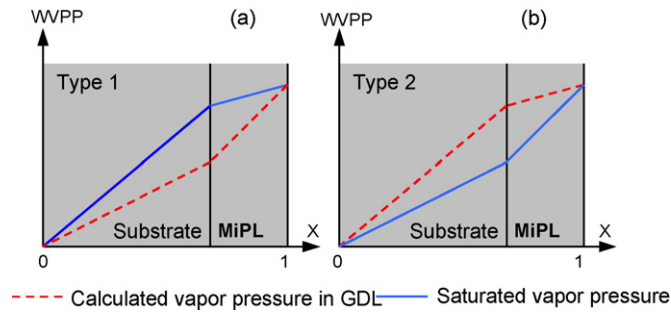 WVPP (a) WVPP (b)
Type 1 Type 2
Substrate MiPL X Substrate MiPL X
0 1 0 1
Calculated vapor pressure in GDL Saturated vapor pressure